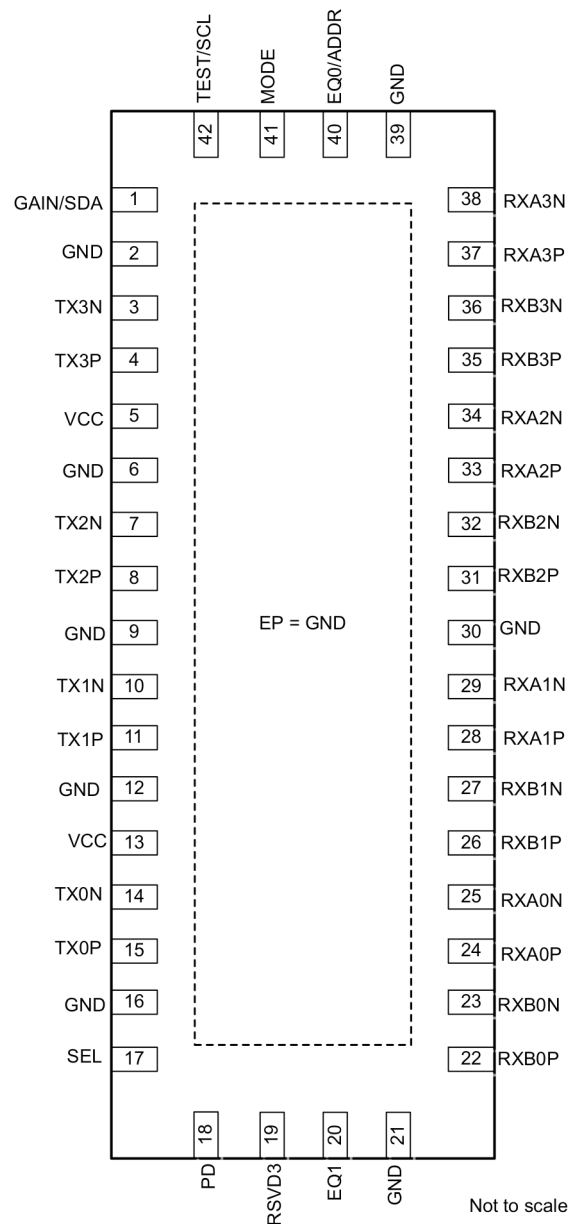 TEST/SCL
MODE
EQ0/ADDR
GND
42
41
40
39
GAIN/SDA 1
38 RXA3N
GND 2
37 RXA3P
TX3N 3
36 RXB3N
TX3P 4
35 RXB3P
VCC 5
34 RXA2N
GND 6
33 RXA2P
TX2N 7
32 RXB2N
TX2P 8
31 RXB2P
GND 9
EP = GND
30 GND
TX1N 10
29 RXA1N
TX1P 11
28 RXA1P
GND 12
27 RXB1N
VCC 13
26 RXB1P
TX0N 14
25 RXA0N
TX0P 15
24 RXA0P
GND 16
23 RXB0N
SEL 17
22 RXB0P
18
19
20
21
PD
RSVD3
EQ1
GND
Not to scale